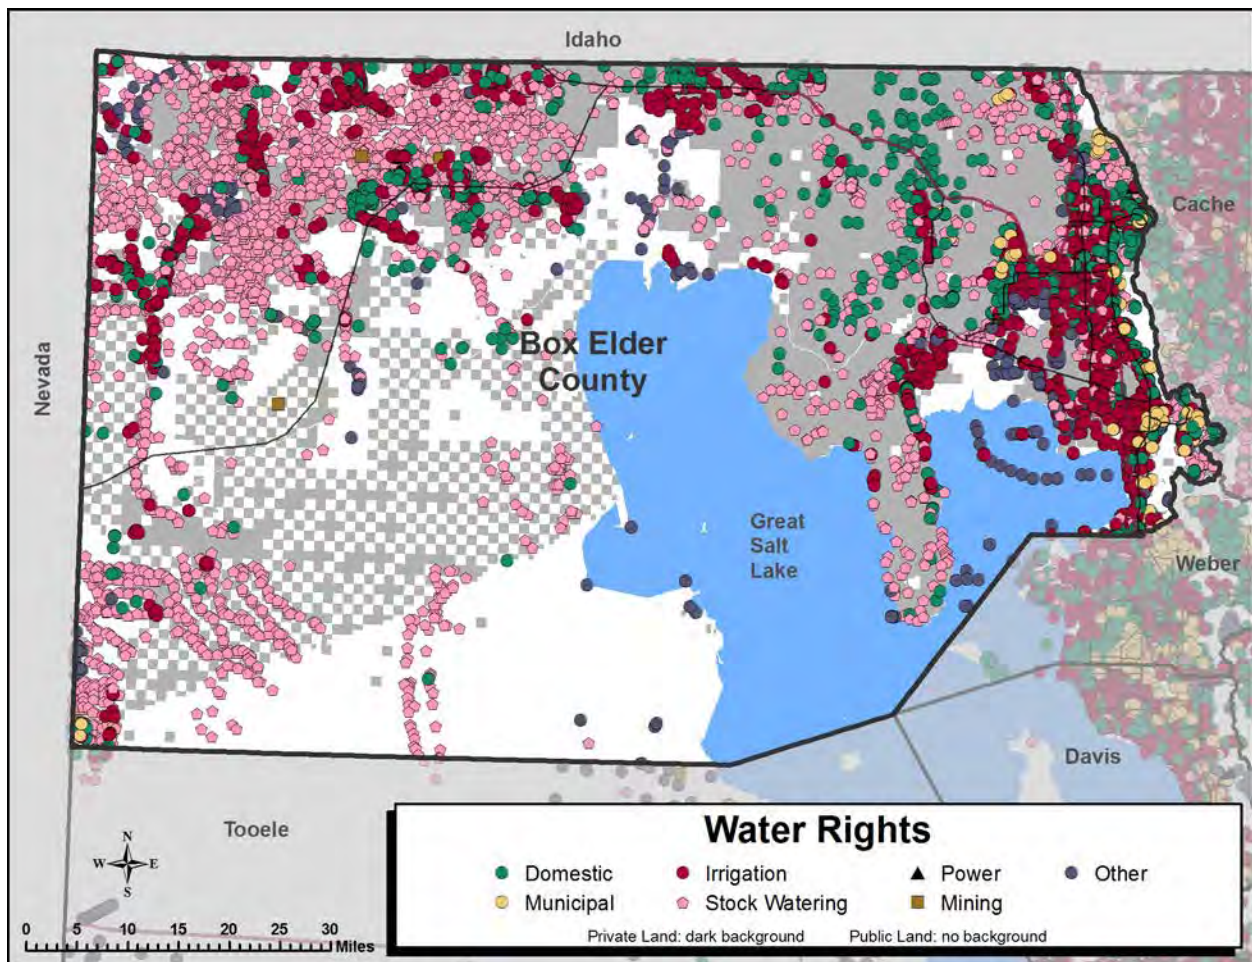 Idaho
Cache
Nevada
Box Elder
County
Great
Salt
Lake
Weber
Davis
Tooele
N
W E
S
0 5 10 15 20 25 30
Miles
Water Rights
Domestic Irrigation Power Other
Municipal Stock Watering Mining
Private Land: dark background Public Land: no background